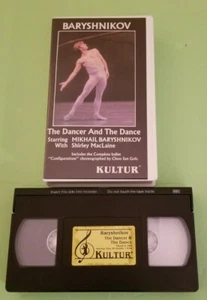 BARYSHNIKOV
The Dancer And The Dance
Starring MIKHAIL BARYSHNIKOV
With Shirley MacLaine
Includes the Complete ballet
"Configurations" choreographed by Choo San Goh.
KULTUR
Baryshnikov
The Dancer &
The Dance
KULTUR